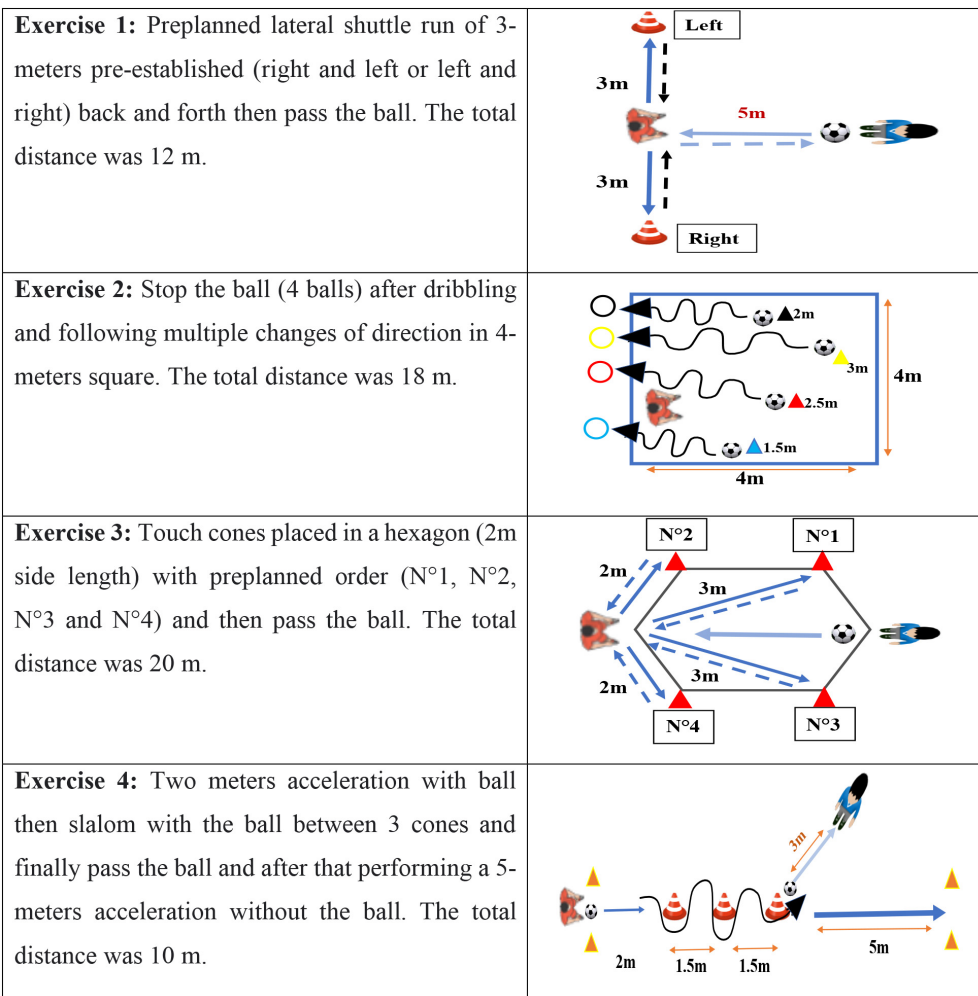 Exercise 1: Preplanned lateral shuttle run of 3-
meters pre-established (right and left or left and
right) back and forth then pass the ball. The total
distance was 12 m.
Left
3m
5m
3m
Right
Exercise 2: Stop the ball (4 balls) after dribbling
and following multiple changes of direction in 4-
meters square. The total distance was 18 m.
2m
3m
4m
2.5m
1.5m
4m
Exercise 3: Touch cones placed in a hexagon (2m
side length) with preplanned order (N°1, N°2,
N°3 and N°4) and then pass the ball. The total
distance was 20 m.
N°2
N°1
2m
3m
3m
2m
N°4
N°3
Exercise 4: Two meters acceleration with ball
then slalom with the ball between 3 cones and
finally pass the ball and after that performing a 5-
meters acceleration without the ball. The total
distance was 10 m.
3m
2m
1.5m
1.5m
5m